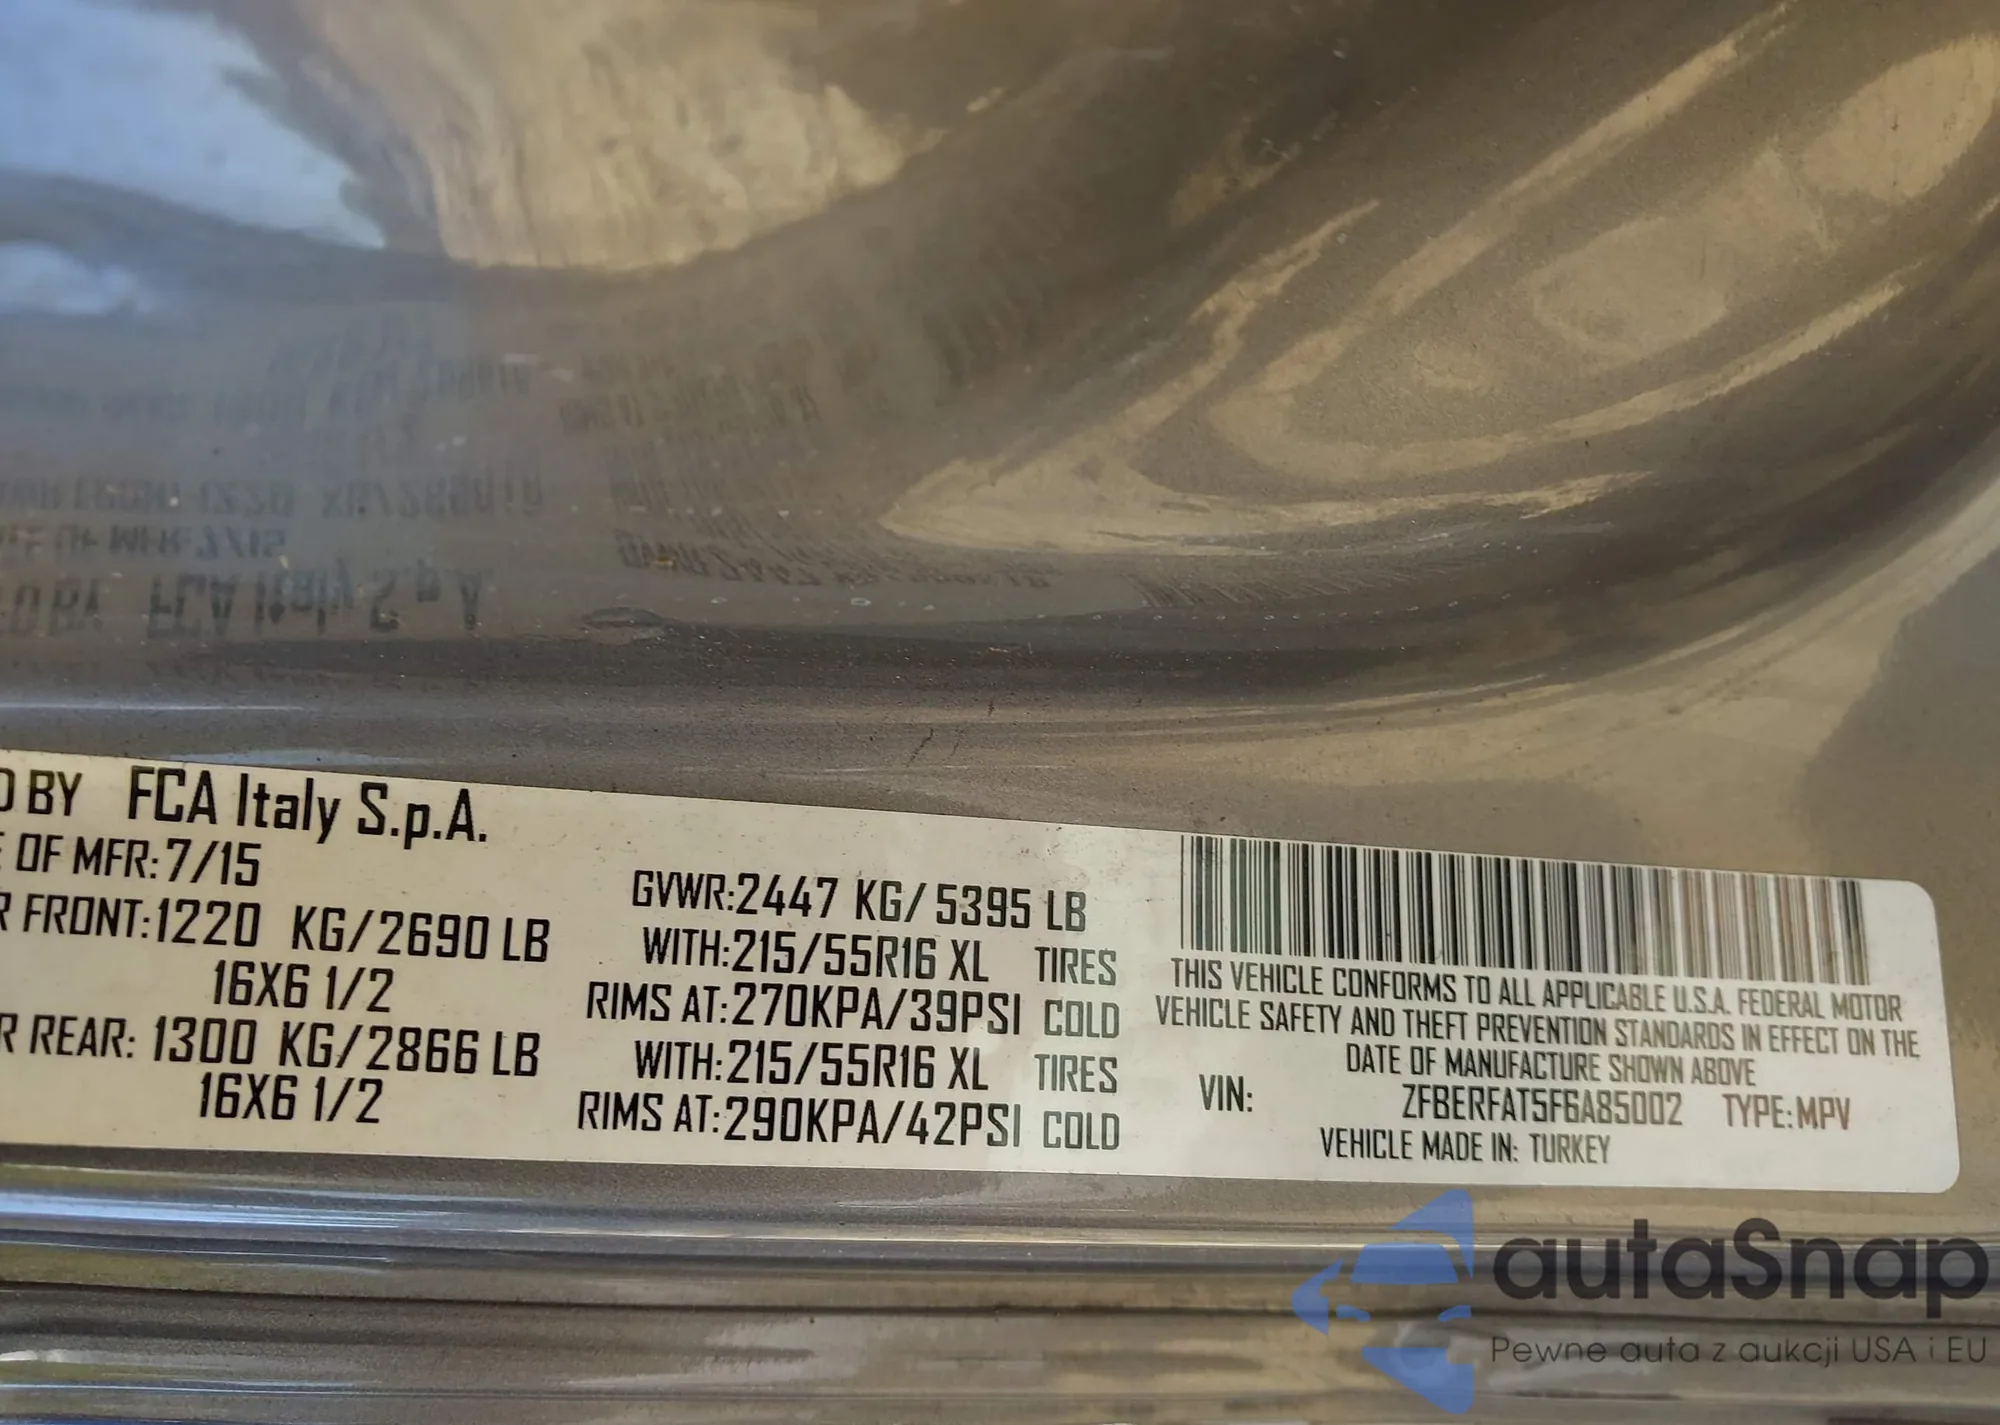 D BY FCA Italy S.p.A.
OF MFR: 7/15
R FRONT: 1220 KG/2690 LB
16X6 1/2
R REAR: 1300 KG/2866 LB
16X6 1/2
GVWR:2447 KG/ 5395 LB
WITH:215/55R16 XL TIRES
RIMS AT:270KPA/39PSI COLD
WITH:215/55R16 XL TIRES
RIMS AT:290KPA/42PSI COLD
THIS VEHICLE CONFORMS TO ALL APPLICABLE U.S.A. FEDERAL MOTOR
VEHICLE SAFETY AND THEFT PREVENTION STANDARDS IN EFFECT ON THE
DATE OF MANUFACTURE SHOWN ABOVE
VIN: ZFBERFAT5F6A85002 TYPE:MPV
VEHICLE MADE IN: TURKEY
autaSnap
Pewne auta z aukcji USA i EU